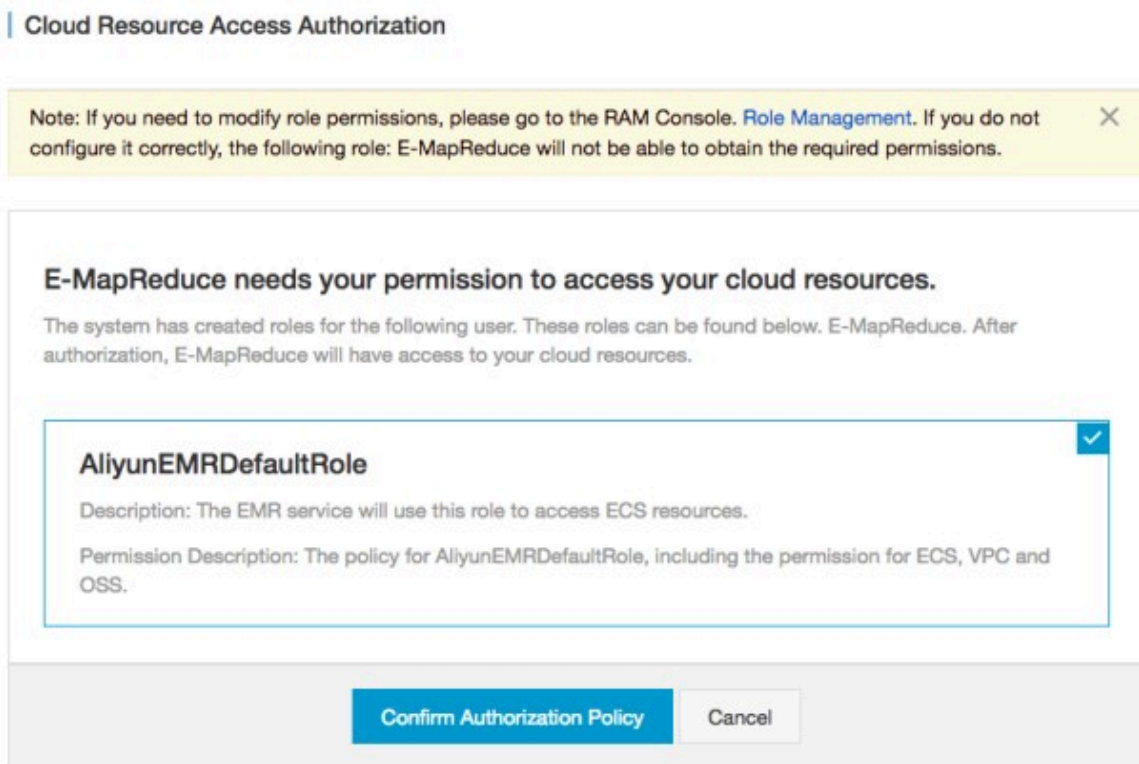 Cloud Resource Access Authorization
Note: If you need to modify role permissions, please go to the RAM Console. Role Management. If you do not
configure it correctly, the following role: E-MapReduce will not be able to obtain the required permissions.
E-MapReduce needs your permission to access your cloud resources.
The system has created roles for the following user. These roles can be found below. E-MapReduce. After
authorization, E-MapReduce will have access to your cloud resources.
AliyunEMRDefaultRole
Description: The EMR service will use this role to access ECS resources.
Permission Description: The policy for AliyunEMRDefaultRole, including the permission for ECS, VPC and
OSS.
Confirm Authorization Policy
Cancel